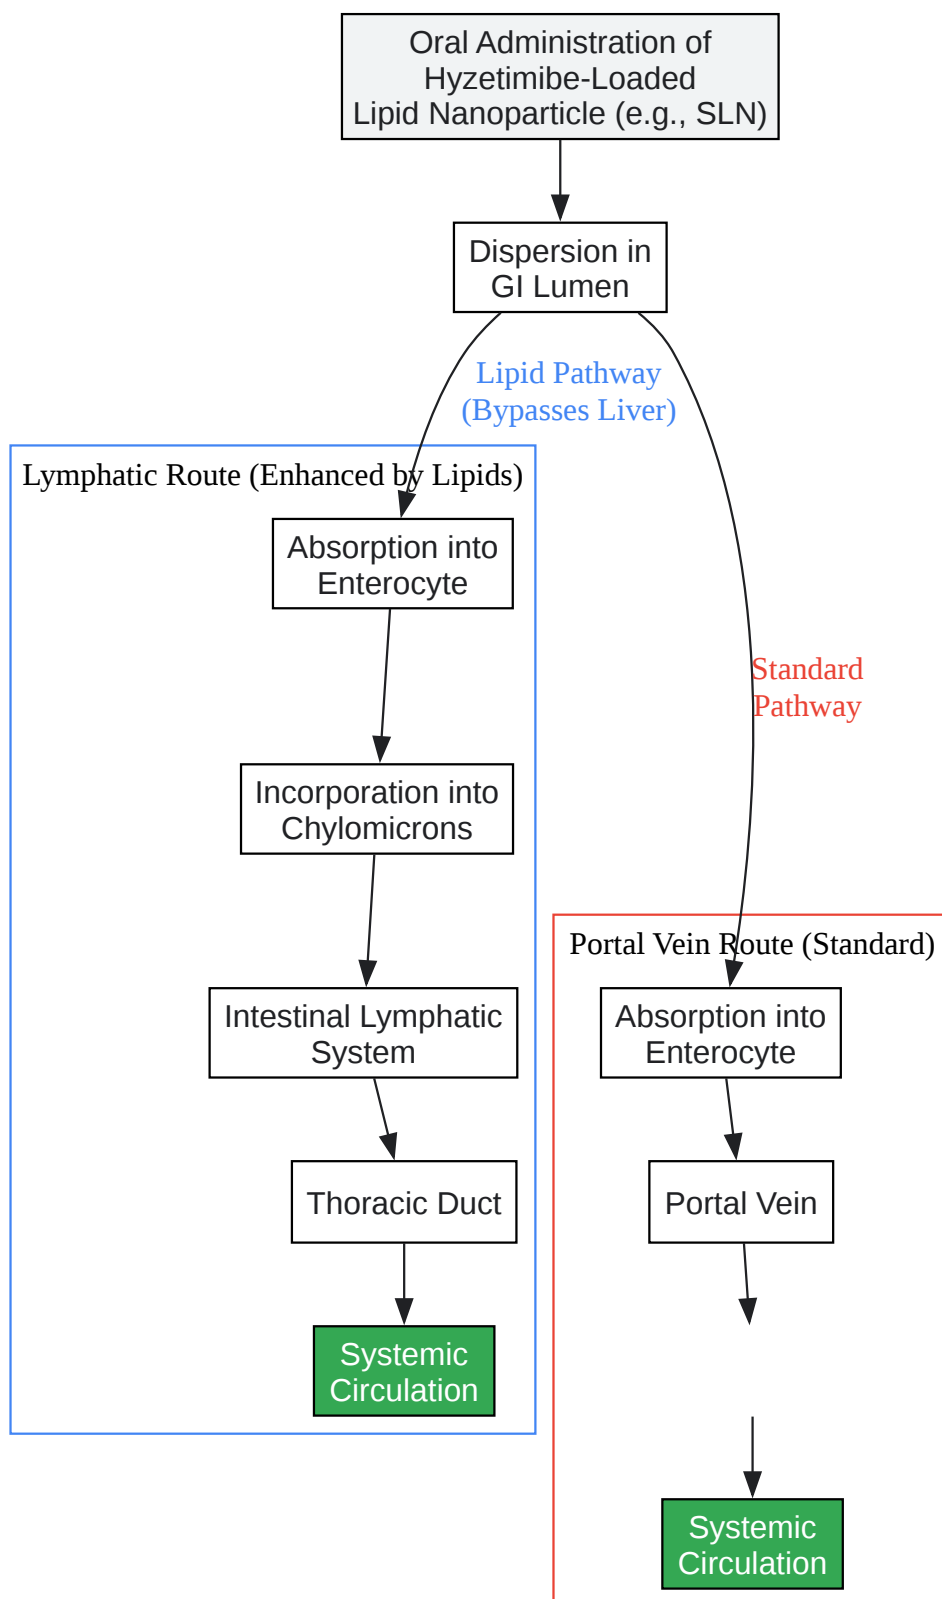 Oral Administration of
Hyzetimibe-Loaded
Lipid Nanoparticle (e.g., SLN)
Dispersion in
GI Lumen
Lipid Pathway
(Bypasses Liver)
Lymphatic Route (Enhanced by Lipids)
Absorption into
Enterocyte
Incorporation into
Chylomicrons
Intestinal Lymphatic
System
Thoracic Duct
Systemic
Circulation
Standard
Pathway
Portal Vein Route (Standard)
Absorption into
Enterocyte
Portal Vein
Systemic
Circulation